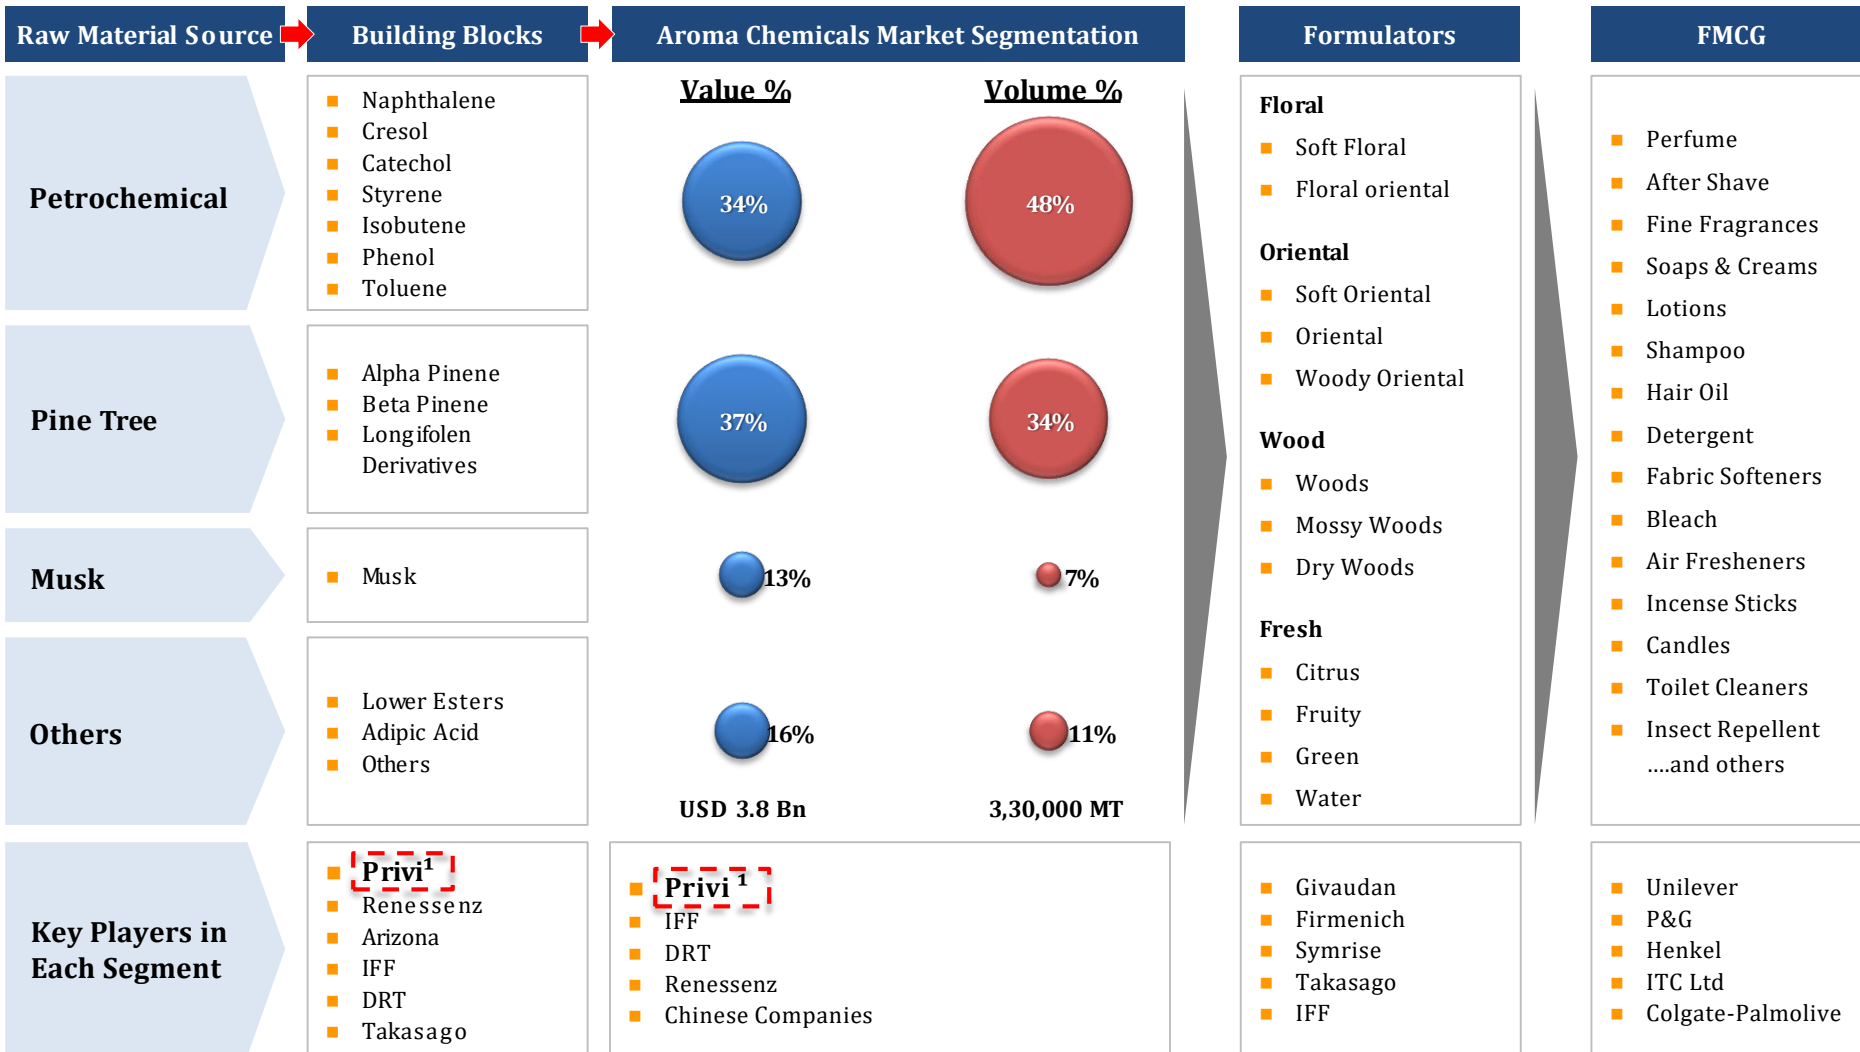 Raw Material Source
Building Blocks
Aroma Chemicals Market Segmentation
Formulators
FMCG
Petrochemical
Naphthalene
Cresol
Catechol
Styrene
Isobutene
Phenol
Toluene
Value %
Volume %
34%
48%
Pine Tree
Alpha Pinene
Beta Pinene
Longifolen
Derivatives
37%
34%
Musk
Musk
13%
7%
Others
Lower Esters
Adipic Acid
Others
16%
11%
USD 3.8 Bn
3,30,000 MT
Floral
Soft Floral
Floral oriental
Oriental
Soft Oriental
Oriental
Woody Oriental
Wood
Woods
Mossy Woods
Dry Woods
Fresh
Citrus
Fruity
Green
Water
Perfume
After Shave
Fine Fragrances
Soaps & Creams
Lotions
Shampoo
Hair Oil
Detergent
Fabric Softeners
Bleach
Air Fresheners
Incense Sticks
Candles
Toilet Cleaners
Insect Repellent
....and others
Key Players in
Each Segment
Privi¹
Renessenz
Arizona
IFF
DRT
Takasago
Privi ¹
IFF
DRT
Renessenz
Chinese Companies
Givaudan
Firmenich
Symrise
Takasago
IFF
Unilever
P&G
Henkel
ITC Ltd
Colgate-Palmolive